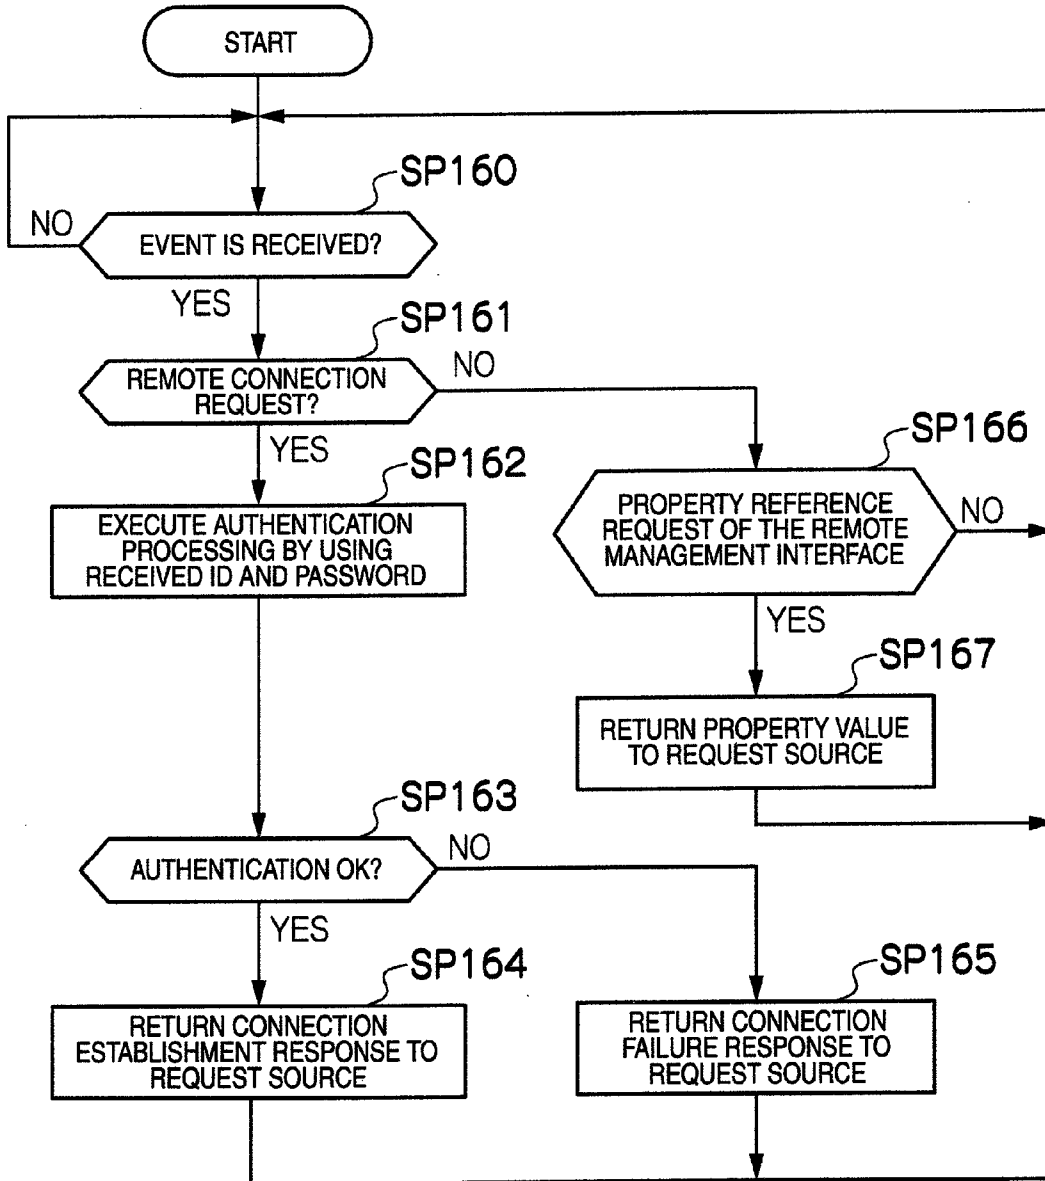 START
SP160
NO
EVENT IS RECEIVED?
YES
SP161
REMOTE CONNECTION
REQUEST?
NO
YES
SP162
EXECUTE AUTHENTICATION
PROCESSING BY USING
RECEIVED ID AND PASSWORD
SP166
PROPERTY REFERENCE
REQUEST OF THE REMOTE
MANAGEMENT INTERFACE
NO
YES
SP167
RETURN PROPERTY VALUE
TO REQUEST SOURCE
SP163
AUTHENTICATION OK?
NO
YES
SP164
RETURN CONNECTION
ESTABLISHMENT RESPONSE TO
REQUEST SOURCE
SP165
RETURN CONNECTION
FAILURE RESPONSE TO
REQUEST SOURCE